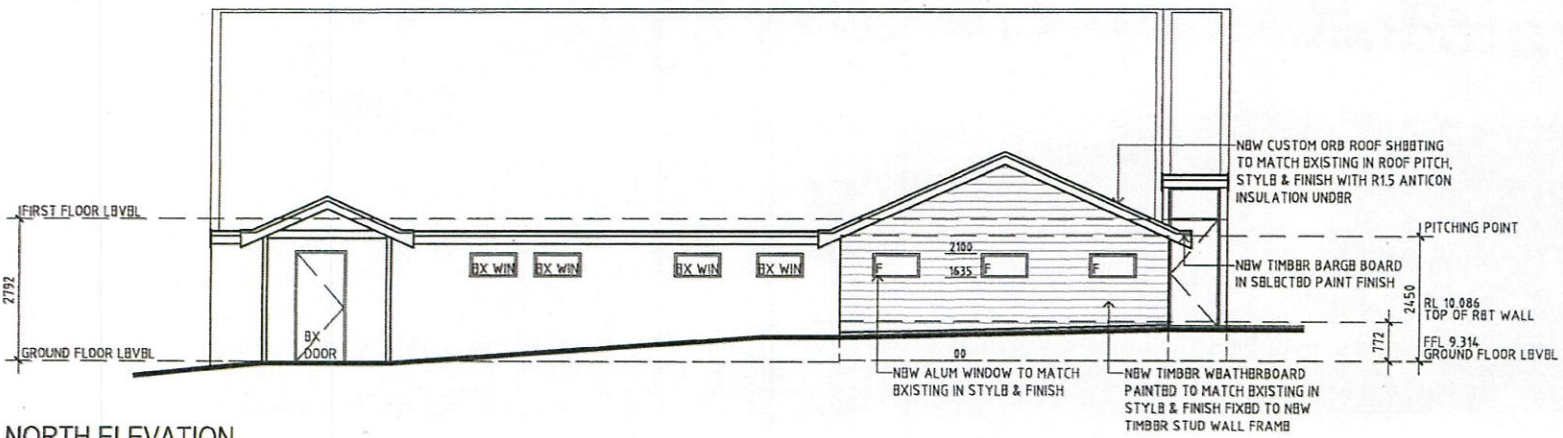 FIRST FLOOR LEVEL
2792
GROUND FLOOR LEVEL
EX
DOOR
EX WIN
EX WIN
EX WIN
EX WIN
F
F
F
2100
1635
00
NEW CUSTOM ORB ROOF SHEETING
TO MATCH EXISTING IN ROOF PITCH,
STYLE & FINISH WITH R1.5 ANTICON
INSULATION UNDER
PITCHING POINT
NEW TIMBER BARGE BOARD
IN SELECTED PAINT FINISH
2450
772
RL 10.086
TOP OF RET WALL
FFL 9.314
GROUND FLOOR LEVEL
NEW ALUM WINDOW TO MATCH
EXISTING IN STYLE & FINISH
NEW TIMBER WEATHERBOARD
PAINTED TO MATCH EXISTING IN
STYLE & FINISH FIXED TO NEW
TIMBER STUD WALL FRAME
NORTH ELEVATION